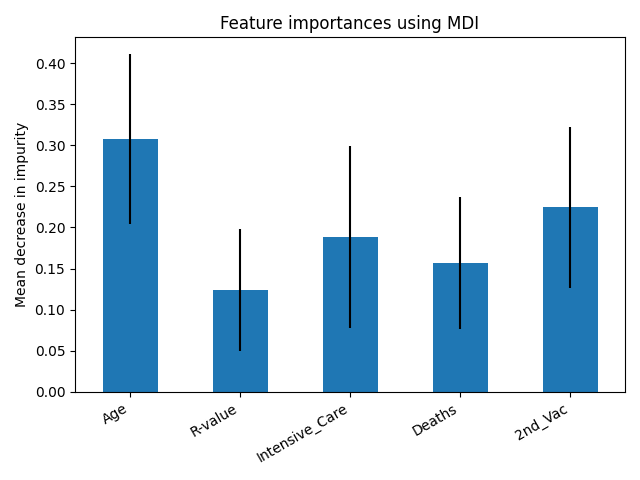 Feature importances using MDI
Mean decrease in impurity
0.40
0.35
0.30
0.25
0.20
0.15
0.10
0.05
0.00
Age
R-value
Intensive_Care
Deaths
2nd_Vac